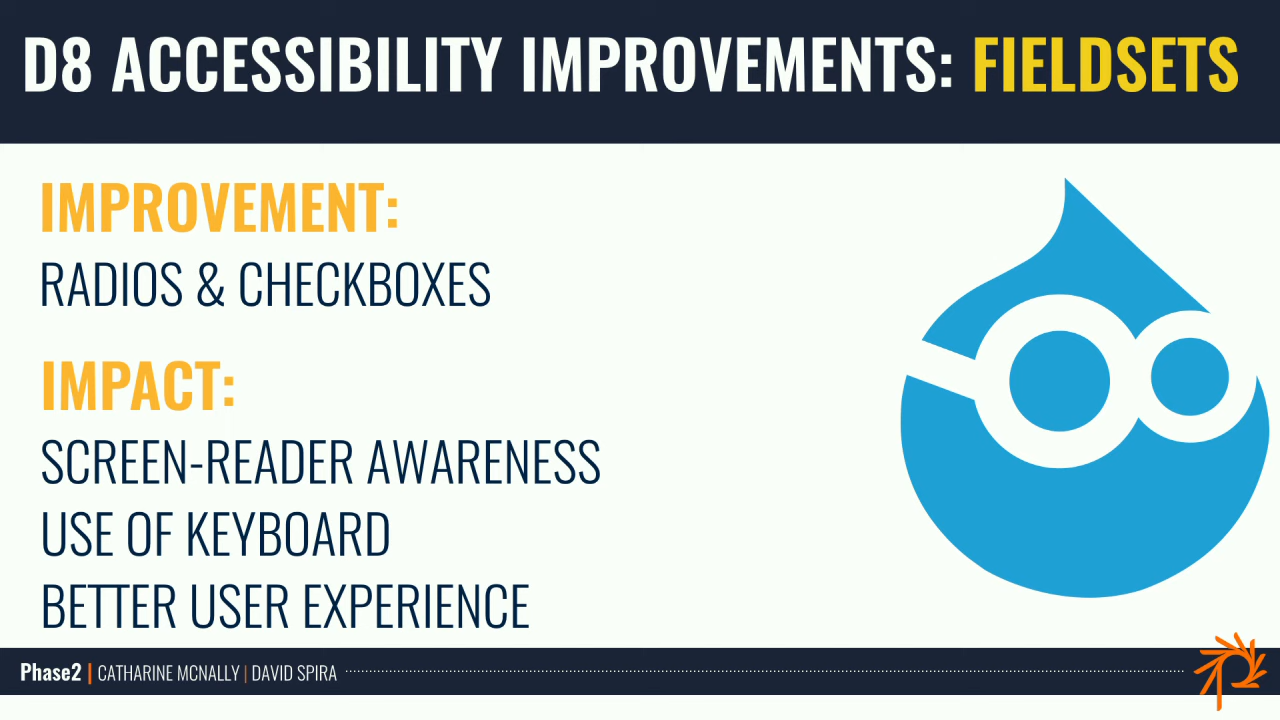 D8 ACCESSIBILITY IMPROVEMENTS: FIELDSETS
IMPROVEMENT:
RADIOS & CHECKBOXES
IMPACT:
SCREEN-READER AWARENESS
USE OF KEYBOARD
BETTER USER EXPERIENCE
Phase2 | CATHARINE MCNALLY | DAVID SPIRA